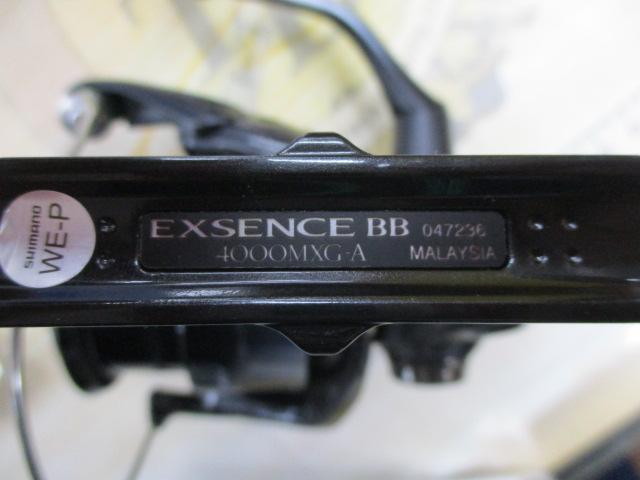 SHIMANO
WE-P
EXSENCE BB 047236
4000MXG-A MALAYSIA